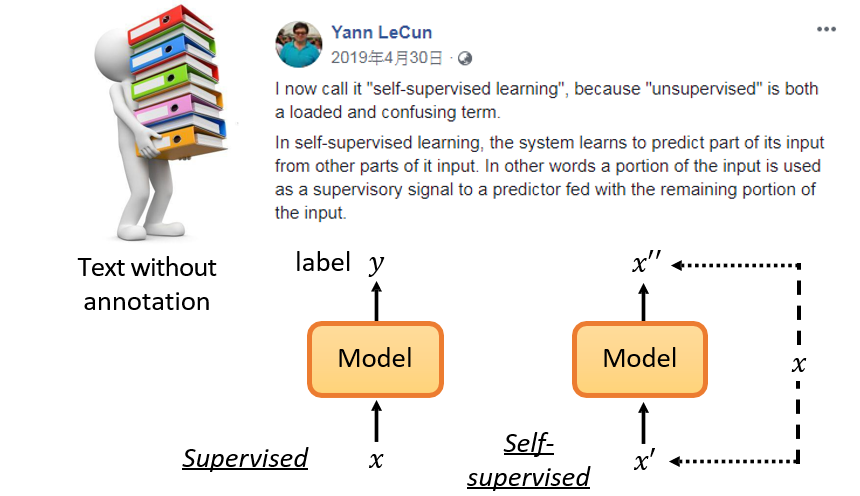 Yann LeCun
2019年4月30日 ·
I now call it "self-supervised learning", because "unsupervised" is both
a loaded and confusing term.
In self-supervised learning, the system learns to predict part of its input
from other parts of it input. In other words a portion of the input is used
as a supervisory signal to a predictor fed with the remaining portion of
the input.
Text without
annotation
label y
Model
x
Supervised
x''
Model
x
x'
Self-
supervised